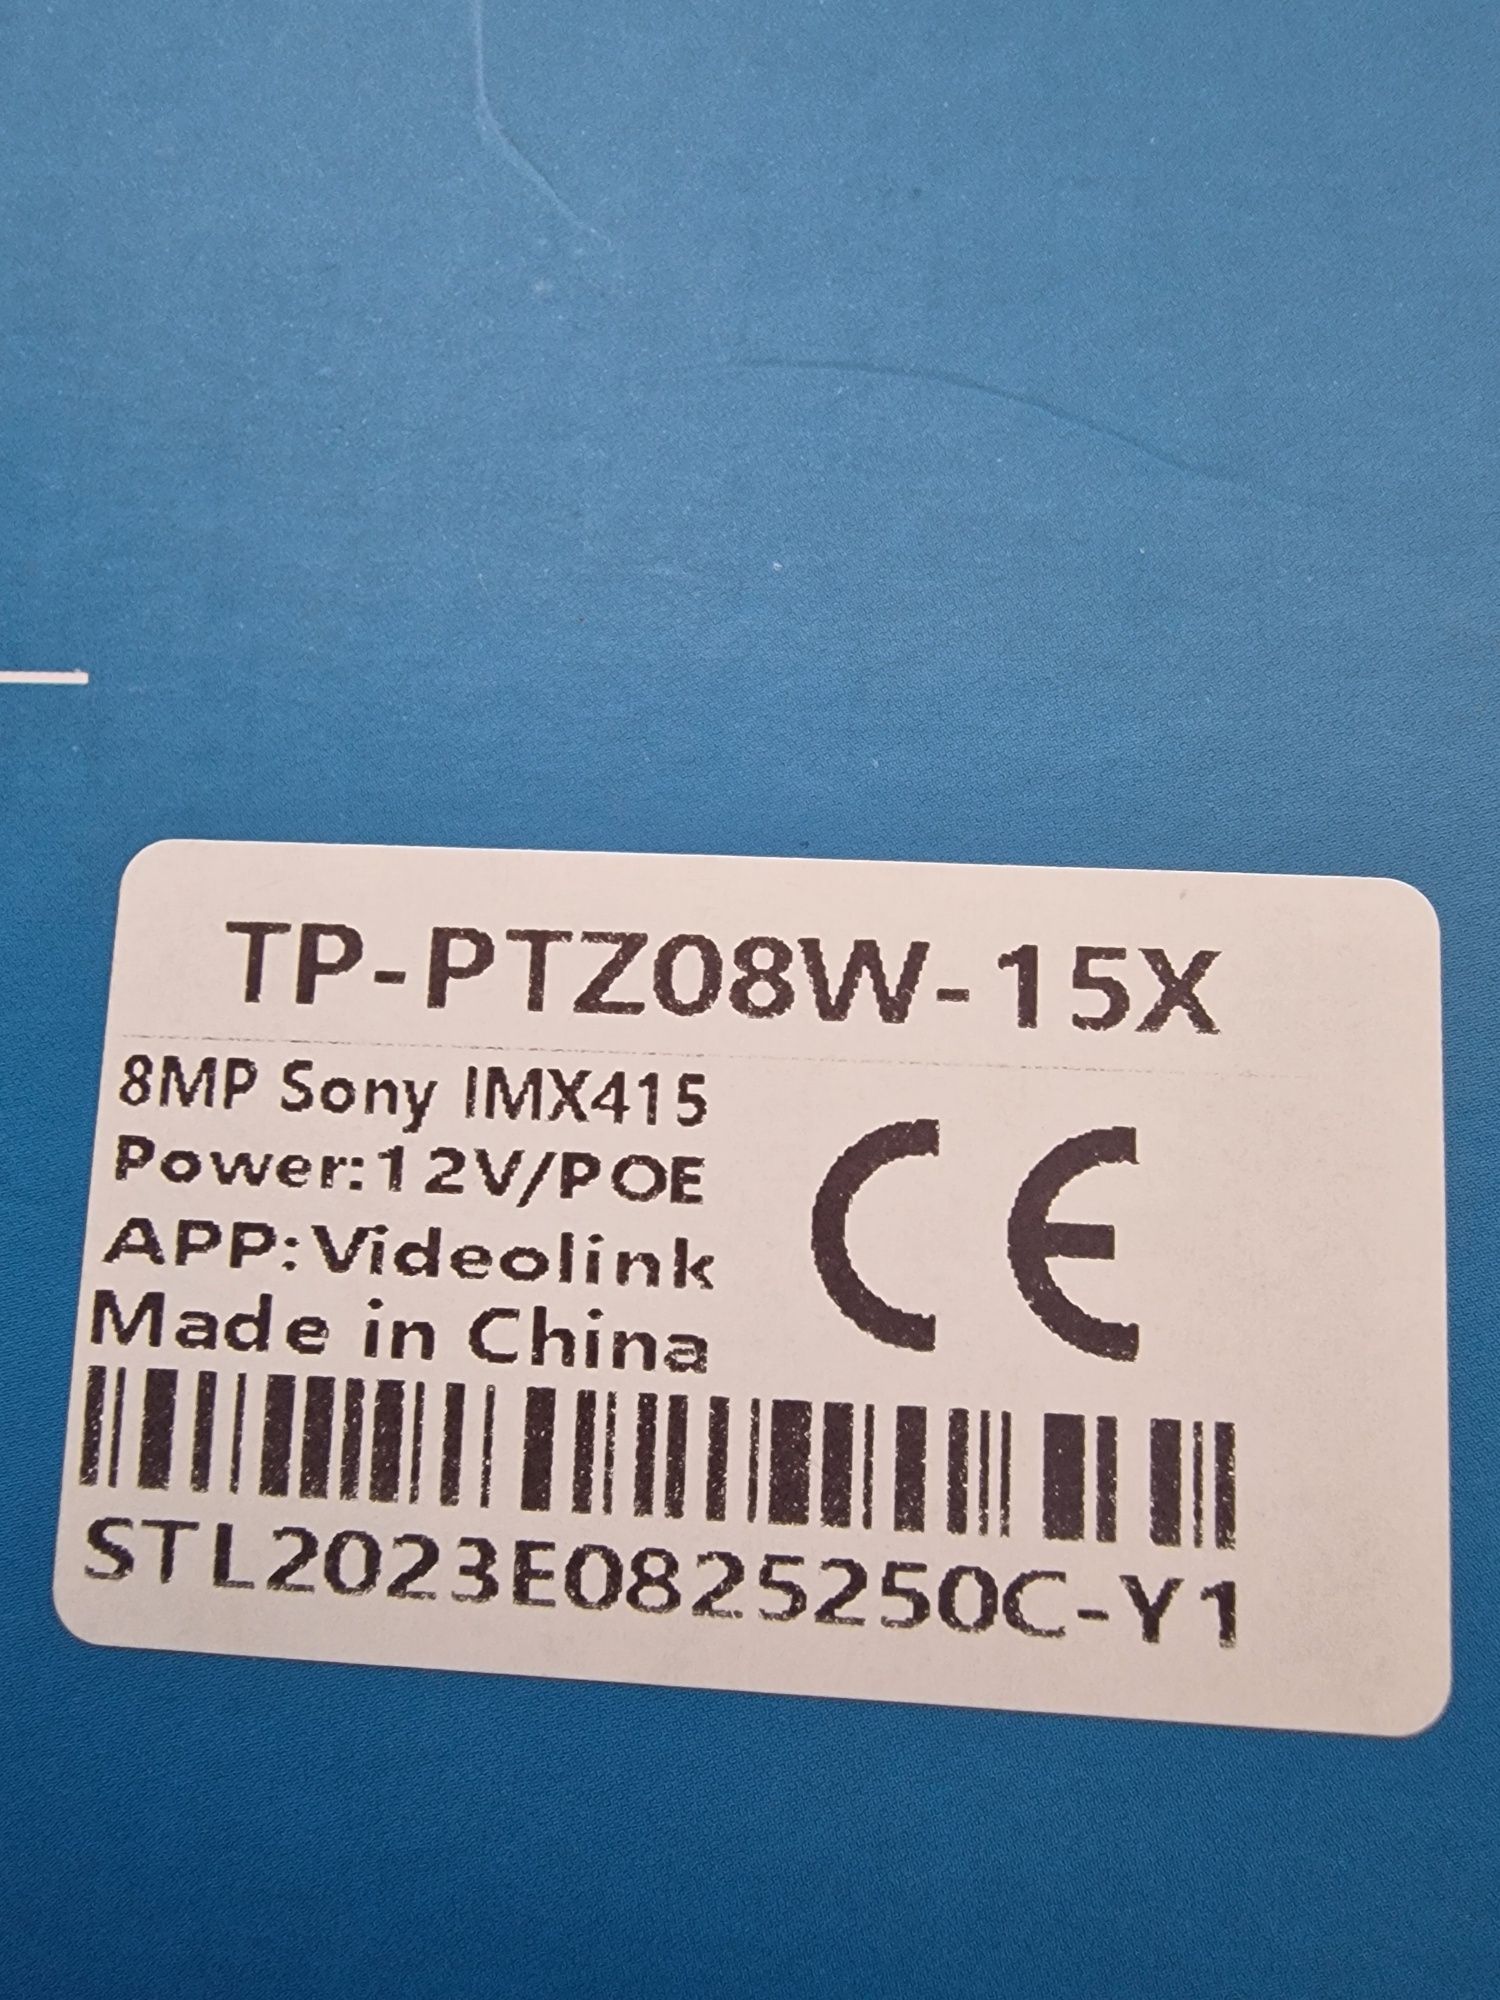 TP-PTZ08W-15X
8MP Sony IMX415
Power:12V/POE
APP:Videolink
Made in China
CE
STL2023E0825250C-Y1